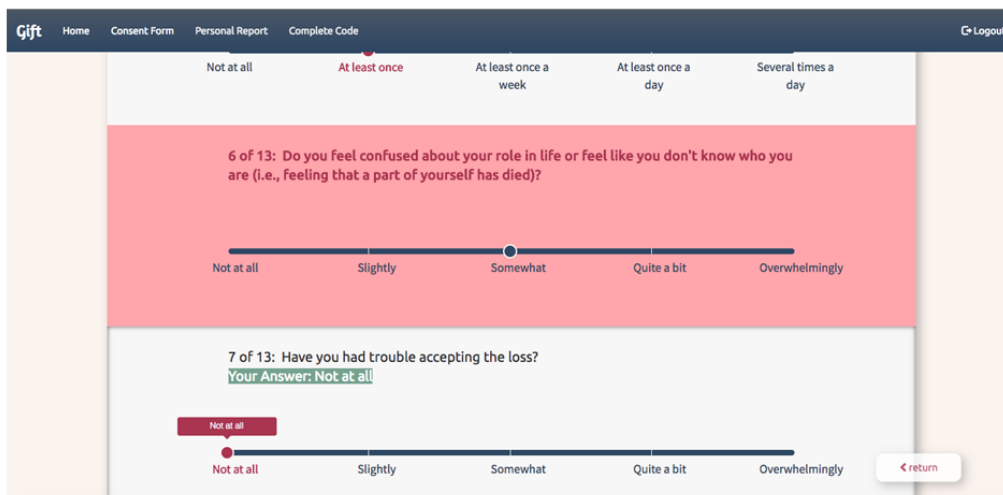 Gift Home Consent Form Personal Report Complete Code Logout
Not at all At least once At least once a At least once a Several times a
week day day
6 of 13: Do you feel confused about your role in life or feel like you don't know who you
are (i.e., feeling that a part of yourself has died)?
Not at all Slightly Somewhat Quite a bit Overwhelmingly
7 of 13: Have you had trouble accepting the loss?
Your Answer: Not at all
Not at all
Not at all Slightly Somewhat Quite a bit Overwhelmingly
return